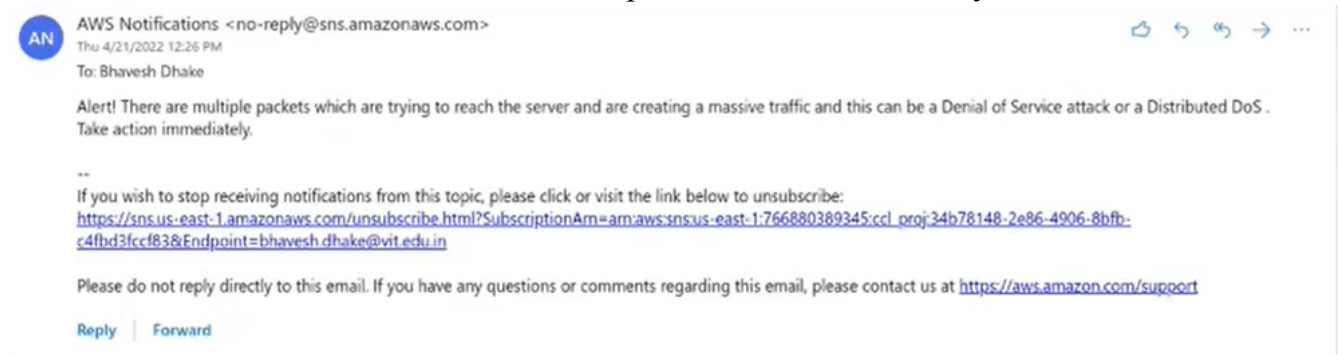 AN
AWS Notifications <no-reply@sns.amazonaws.com>
Thu 4/21/2022 12:26 PM
To: Bhavesh Dhake
Alert! There are multiple packets which are trying to reach the server and are creating a massive traffic and this can be a Denial of Service attack or a Distributed DoS .
Take action immediately.
--
If you wish to stop receiving notifications from this topic, please click or visit the link below to unsubscribe:
https://sns.us-east-1.amazonaws.com/unsubscribe.html?SubscriptionArn=arn:aws:sns:us-east-1:766880389345:ccl_proj:34b78148-2e86-4906-8bfb-
c4fbd3fccf83&Endpoint=bhavesh.dhake@vit.edu.in
Please do not reply directly to this email. If you have any questions or comments regarding this email, please contact us at https://aws.amazon.com/support
Reply Forward